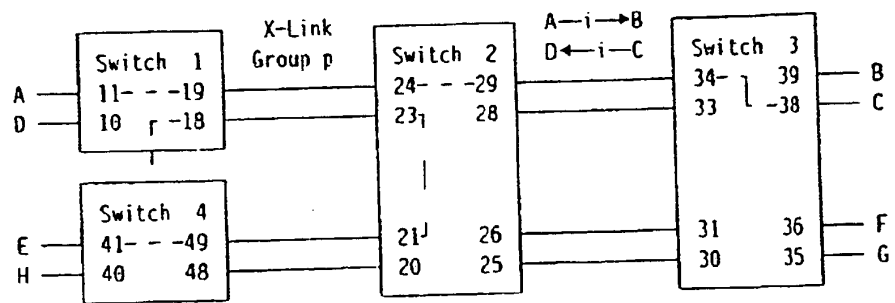 X-Link
Group p
A—i→B
D←i—C
Switch 1
11- - -19
10 ┌ -18
Switch 2
24- - -29
23┐ 28
21┘ 26
20 25
Switch 3
34- ┐ 39
33 └ -38
31 36
30 35
Switch 4
41- - -49
40 48
A
D
E
H
B
C
F
G